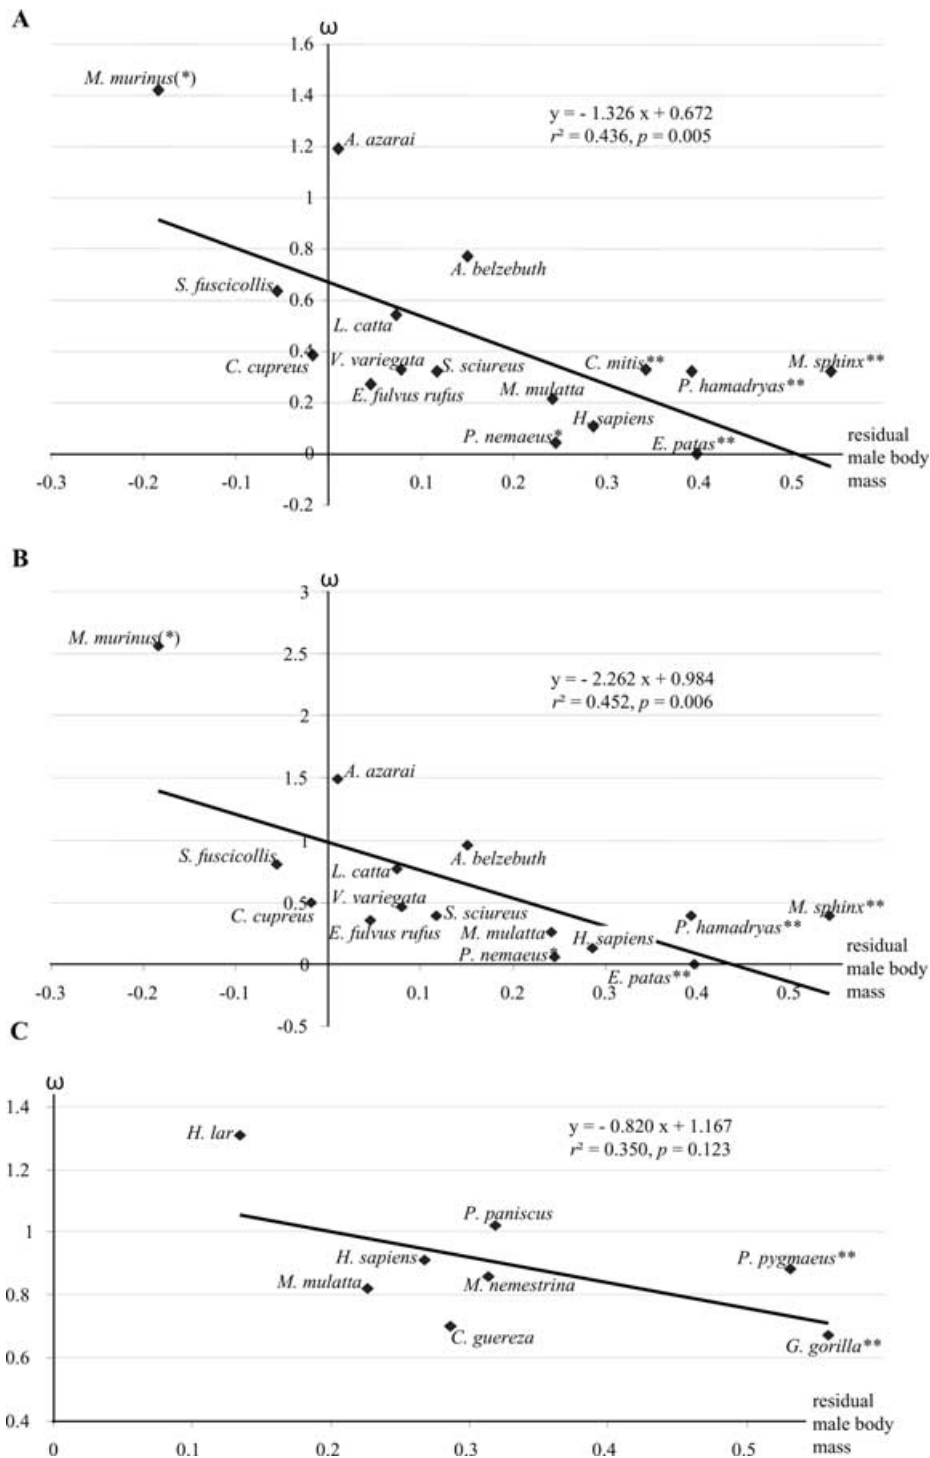 A
ω
1.6
M. murinus(*)
1.4
y = - 1.326 x + 0.672
r² = 0.436, p = 0.005
1.2
A. azarai
1
0.8
A. belzebuth
S. fuscicollis
0.6
L. catta
0.4
C. cupreus
V. variegata
S. sciureus
C. mitis**
M. sphinx**
E. fulvus rufus
M. mulatta
P. hamadryas**
0.2
H. sapiens
P. nemaeus*
E. patas**
0
residual
male body
mass
-0.3
-0.2
-0.1
0.1
0.2
0.3
0.4
0.5
-0.2
B
ω
3
M. murinus(*)
2.5
y = - 2.262 x + 0.984
r² = 0.452, p = 0.006
2
1.5
A. azarai
1
S. fuscicollis
A. belzebuth
L. catta
0.5
C. cupreus
V. variegata
S. sciureus
M. sphinx**
E. fulvus rufus
M. mulatta
H. sapiens
P. hamadryas**
P. nemaeus*
E. patas**
0
residual
male body
mass
-0.3
-0.2
-0.1
0.1
0.2
0.3
0.4
0.5
-0.5
C
ω
1.4
H. lar
y = - 0.820 x + 1.167
r² = 0.350, p = 0.123
1.2
P. paniscus
1
H. sapiens
P. pygmaeus**
M. mulatta
M. nemestrina
0.8
C. guereza
G. gorilla**
0.6
0.4
residual
male body
mass
0
0.1
0.2
0.3
0.4
0.5